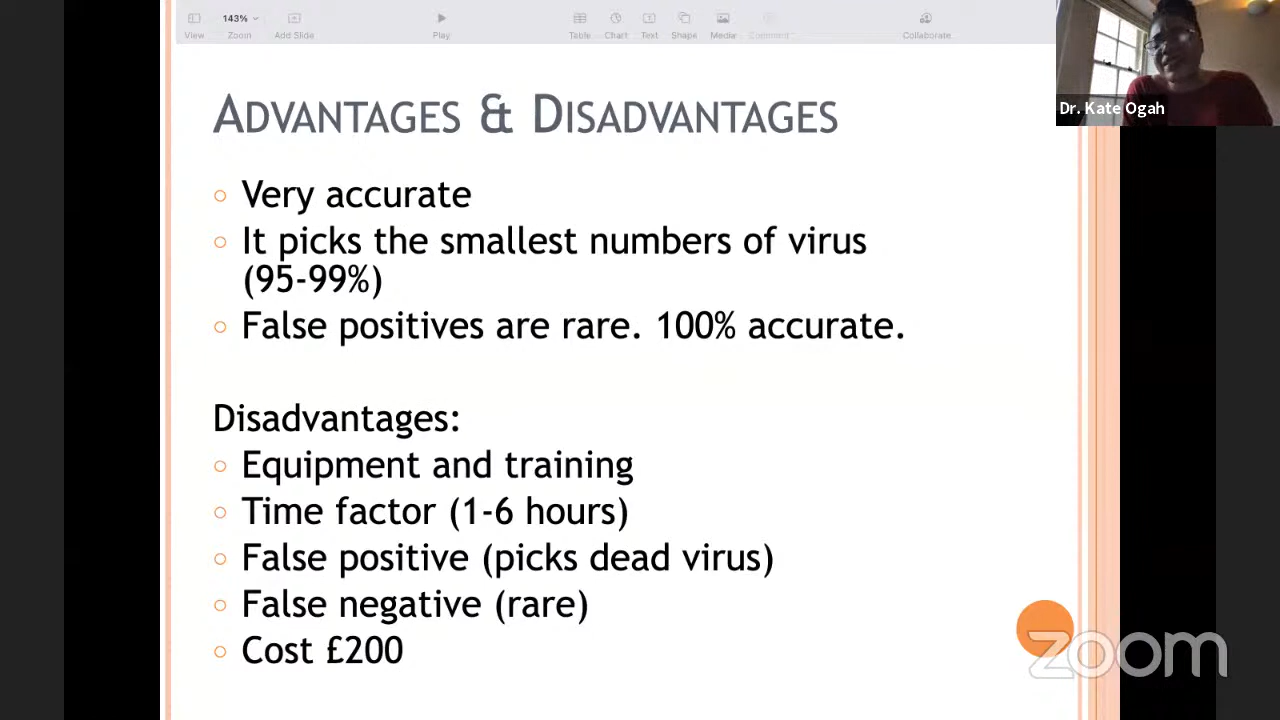 143%
View
Zoom
Add Slide
Play
Table
Chart
Text
Shape
Media
Comment
Collaborate
Dr. Kate Ogah
ADVANTAGES & DISADVANTAGES
Very accurate
It picks the smallest numbers of virus
(95-99%)
False positives are rare. 100% accurate.
Disadvantages:
Equipment and training
Time factor (1-6 hours)
False positive (picks dead virus)
False negative (rare)
Cost £200
zoom